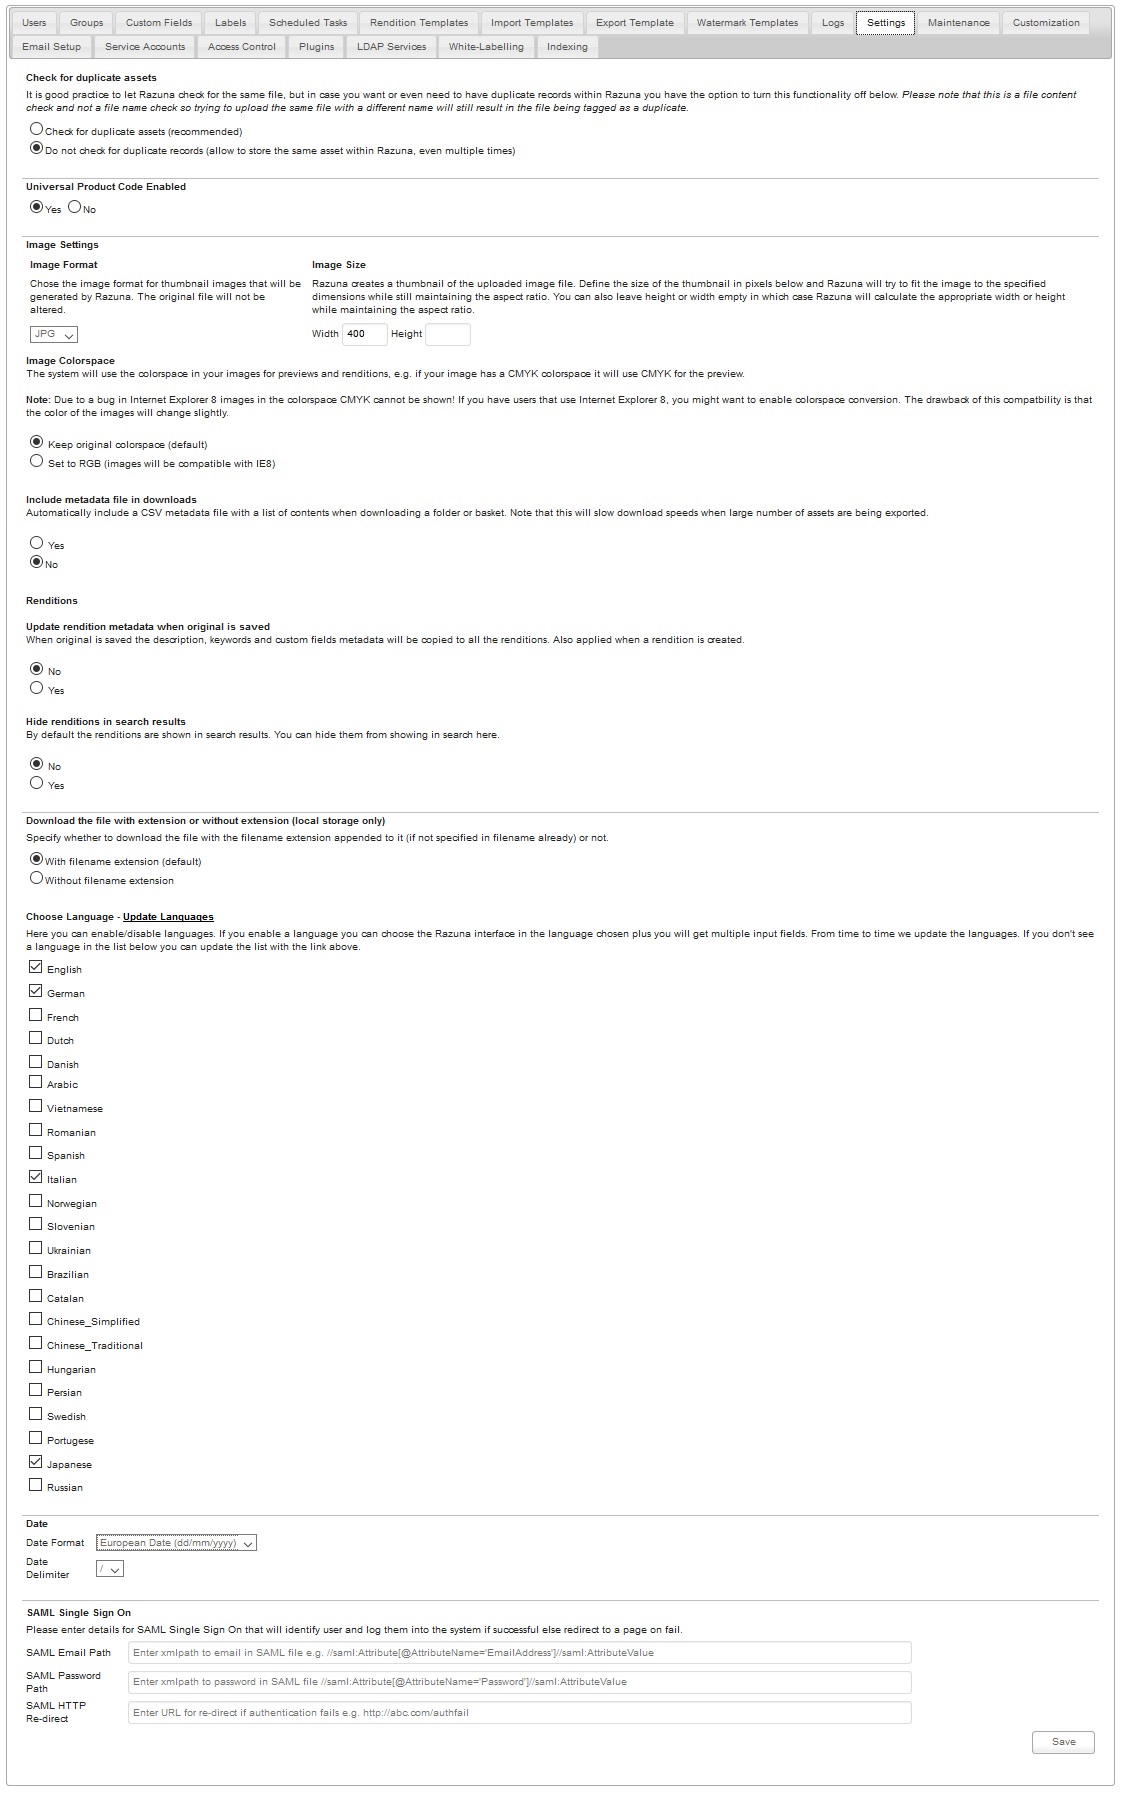 Users Groups Custom Fields Labels Scheduled Tasks Rendition Templates Import Templates Export Template Watermark Templates Logs Settings Maintenance Customization
Email Setup Service Accounts Access Control Plugins LDAP Services White-Labelling Indexing
Check for duplicate assets
It is good practice to let Razuna check for the same file, but in case you want or even need to have duplicate records within Razuna you have the option to turn this functionality off below. Please note that this is a file content
check and not a file name check so trying to upload the same file with a different name will still result in the file being tagged as a duplicate.
Check for duplicate assets (recommended)
Do not check for duplicate records (allow to store the same asset within Razuna, even multiple times)
Universal Product Code Enabled
Yes No
Image Settings
Image Format
Chose the image format for thumbnail images that will be
generated by Razuna. The original file will not be
altered.
JPG
Image Size
Razuna creates a thumbnail of the uploaded image file. Define the size of the thumbnail in pixels below and Razuna will try to fit the image to the specified
dimensions while still maintaining the aspect ratio. You can also leave height or width empty in which case Razuna will calculate the appropriate width or height
while maintaining the aspect ratio.
Width 400 Height
Image Colorspace
The system will use the colorspace in your images for previews and renditions, e.g. if your image has a CMYK colorspace it will use CMYK for the preview.
Note: Due to a bug in Internet Explorer 8 images in the colorspace CMYK cannot be shown! If you have users that use Internet Explorer 8, you might want to enable colorspace conversion. The drawback of this compatbility is that
the color of the images will change slightly.
Keep original colorspace (default)
Set to RGB (images will be compatible with IE8)
Include metadata file in downloads
Automatically include a CSV metadata file with a list of contents when downloading a folder or basket. Note that this will slow download speeds when large number of assets are being exported.
Yes
No
Renditions
Update rendition metadata when original is saved
When original is saved the description, keywords and custom fields metadata will be copied to all the renditions. Also applied when a rendition is created.
No
Yes
Hide renditions in search results
By default the renditions are shown in search results. You can hide them from showing in search here.
No
Yes
Download the file with extension or without extension (local storage only)
Specify whether to download the file with the filename extension appended to it (if not specified in filename already) or not.
With filename extension (default)
Without filename extension
Choose Language - Update Languages
Here you can enable/disable languages. If you enable a language you can choose the Razuna interface in the language chosen plus you will get multiple input fields. From time to time we update the languages. If you don't see
a language in the list below you can update the list with the link above.
English
German
French
Dutch
Danish
Arabic
Vietnamese
Romanian
Spanish
Italian
Norwegian
Slovenian
Ukrainian
Brazilian
Catalan
Chinese_Simplified
Chinese_Traditional
Hungarian
Persian
Swedish
Portugese
Japanese
Russian
Date
Date Format European Date (dd/mm/yyyy)
Date
Delimiter /
SAML Single Sign On
Please enter details for SAML Single Sign On that will identify user and log them into the system if successful else redirect to a page on fail.
SAML Email Path Enter xmlpath to email in SAML file e.g. //saml:Attribute[@AttributeName='EmailAddress']//saml:AttributeValue
SAML Password
Path Enter xmlpath to password in SAML file //saml:Attribute[@AttributeName='Password']//saml:AttributeValue
SAML HTTP
Re-direct Enter URL for re-direct if authentication fails e.g. http://abc.com/authfail
Save